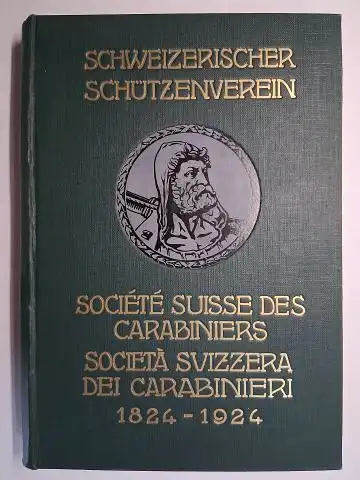 SCHWEIZERISCHER
SCHÜTZENVEREIN
SOCIÉTÉ SUISSE DES
CARABINIERS
SOCIETÀ SVIZZERA
DEI CARABINIERI
1824-1924